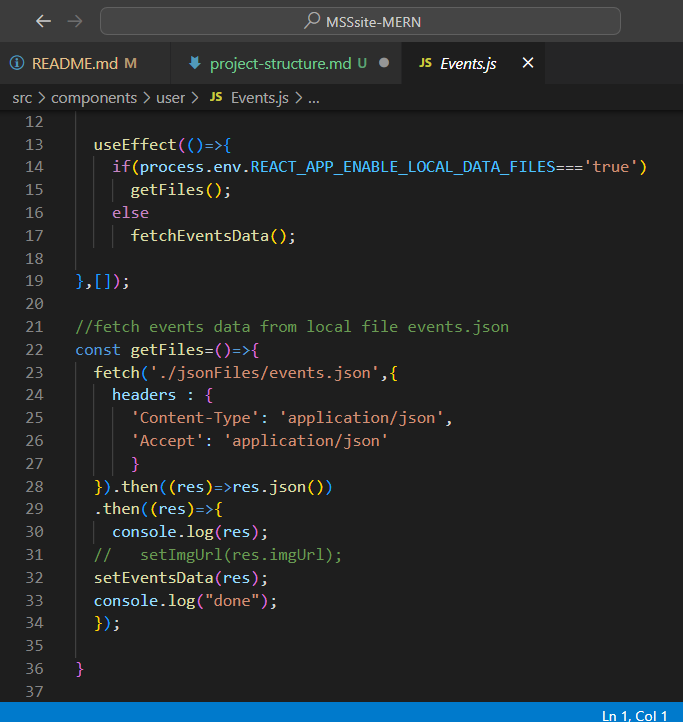 MSSsite-MERN
README.md M
project-structure.md U
JS Events.js
src > components > user > JS Events.js > ...
12
13 useEffect(()=>{
14 if(process.env.REACT_APP_ENABLE_LOCAL_DATA_FILES==='true')
15 getFiles();
16 else
17 fetchEventsData();
18
19 },[]);
20
21 //fetch events data from local file events.json
22 const getFiles=()=>{
23 fetch('./jsonFiles/events.json',{
24 headers : {
25 'Content-Type': 'application/json',
26 'Accept': 'application/json'
27 }
28 }).then((res)=>res.json())
29 .then((res)=>{
30 console.log(res);
31 // setImgUrl(res.imgUrl);
32 setEventsData(res);
33 console.log("done");
34 });
35
36 }
37
Ln 1, Col 1